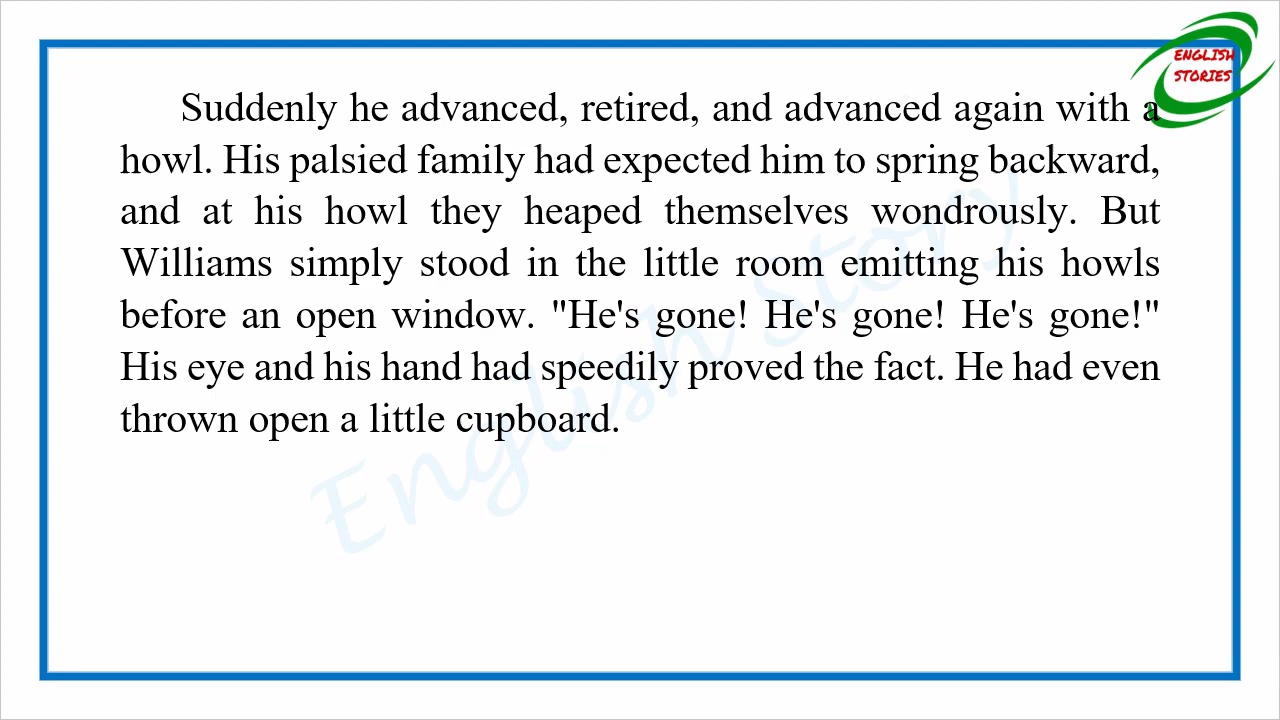 ENGLISH
STORIES
Suddenly he advanced, retired, and advanced again with a
howl. His palsied family had expected him to spring backward,
and at his howl they heaped themselves wondrously. But
Williams simply stood in the little room emitting his howls
before an open window. "He's gone! He's gone! He's gone!"
His eye and his hand had speedily proved the fact. He had even
thrown open a little cupboard.
English Story